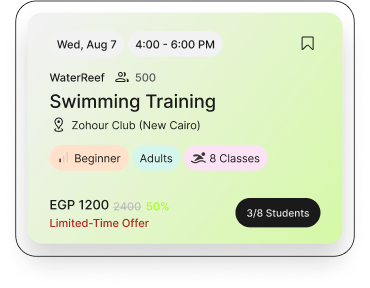 Wed, Aug 7 4:00 - 6:00 PM
WaterReef 500
Swimming Training
Zohour Club (New Cairo)
Beginner Adults 8 Classes
EGP 1200 2400 50%
Limited-Time Offer
3/8 Students